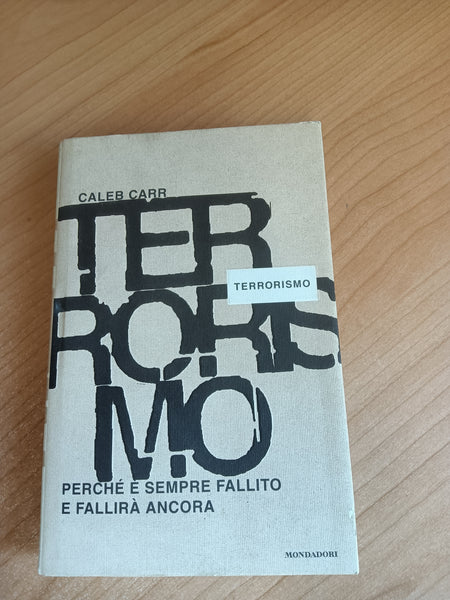 CALEB CARR
TER
RORIS
MO
TERRORISMO
PERCHÉ È SEMPRE FALLITO
E FALLIRÀ ANCORA
MONDADORI